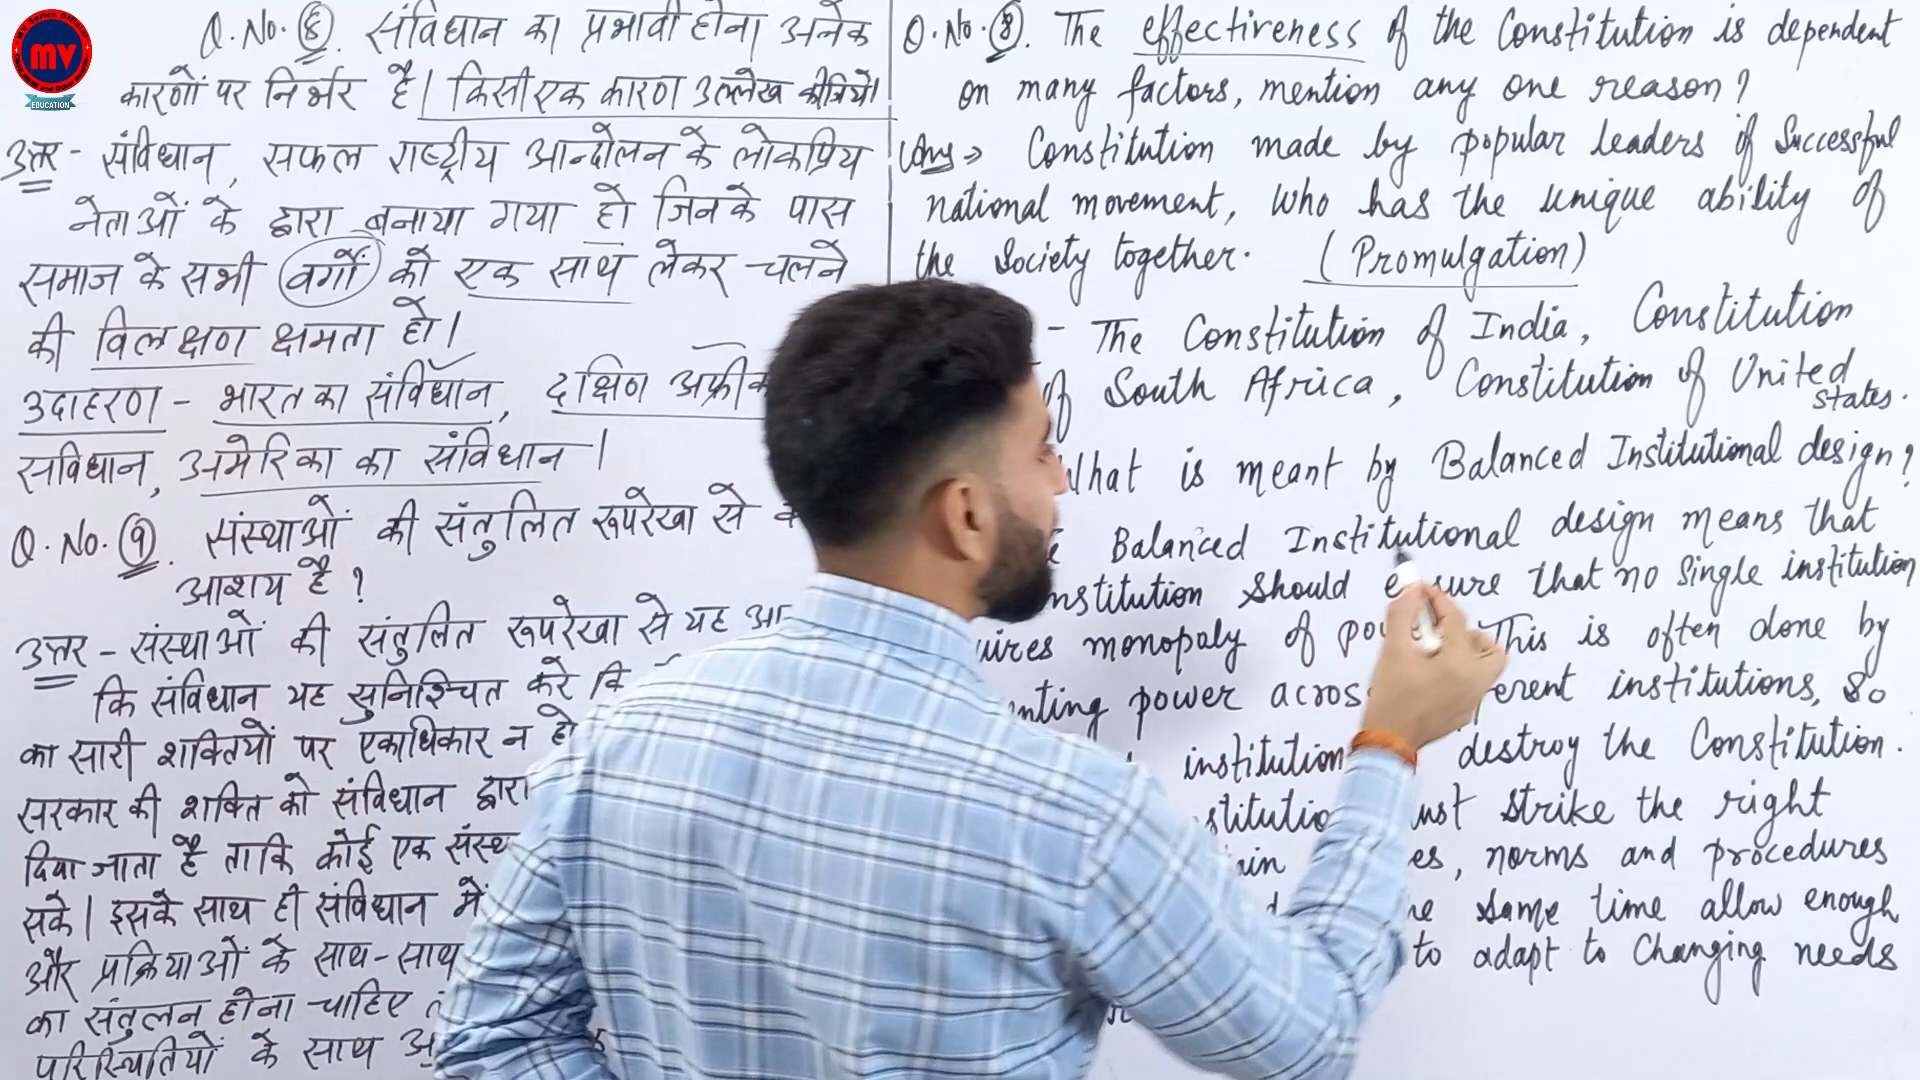 MV Series Official
mv
EDUCATION
Q. No. (8). संविधान का प्रभावी होना अनेक
कारणों पर निर्भर है। किसी एक कारण उल्लेख कीजिये।
उत्तर - संविधान, सफल राष्ट्रीय आन्दोलन के लोकप्रिय
नेताओं के द्वारा बनाया गया हो जिनके पास
समाज के सभी वर्गों को एक साथ लेकर चलने
की विलक्षण क्षमता हो।
उदाहरण - भारत का संविधान, दक्षिण
संविधान, अमेरिका का संविधान।
Q. No. (9). संस्थाओं की संतुलित रूपरेखा से
आशय है ?
उत्तर - संस्थाओं की संतुलित रूपरेखा से यह
कि संविधान यह सुनिश्चित करे कि
का सारी शक्तियों पर एकाधिकार न हो
सरकार की शक्ति को संविधान द्वारा
दिया जाता है ताकि कोई एक
सके। इसके साथ ही संविधान में
और प्रक्रियाओं के साथ-साथ
का संतुलन होना चाहिए
परिस्थितियों के साथ
Q. No. (8). The effectiveness of the Constitution is dependent
on many factors, mention any one reason?
Ans⇒ Constitution made by popular leaders of Successful
national movement, Who has the unique ability of
the Society together. (Promulgation)
- The Constitution of India, Constitution
of South Africa, Constitution of United
States.
What is meant by Balanced Institutional design?
Balanced Institutional design means that
Should that no Single institution
monopoly of This is often done by
power institutions, So
institution destroy the Constitution.
Strike the right
norms and procedures
Same time allow enough
to adapt to Changing needs